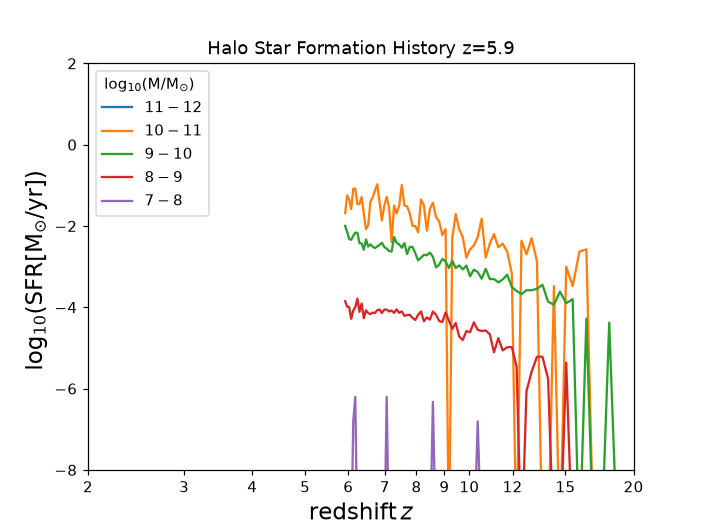 Halo Star Formation History z=5.9
log₁₀(SFR[M⊙/yr])
2
0
−2
−4
−6
−8
log₁₀(M/M⊙)
11 − 12
10 − 11
9 − 10
8 − 9
7 − 8
2 3 4 5 6 7 8 9 10 12 15 20
redshift z